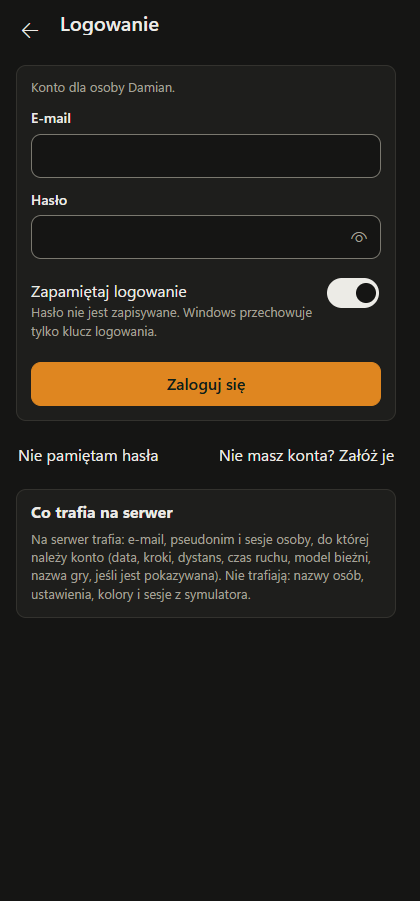 Logowanie
Konto dla osoby Damian.
E-mail
Hasło
Zapamiętaj logowanie
Hasło nie jest zapisywane. Windows przechowuje
tylko klucz logowania.
Zaloguj się
Nie pamiętam hasła
Nie masz konta? Załóż je
Co trafia na serwer
Na serwer trafia: e-mail, pseudonim i sesje osoby, do której
należy konto (data, kroki, dystans, czas ruchu, model bieżni,
nazwa gry, jeśli jest pokazywana). Nie trafiają: nazwy osób,
ustawienia, kolory i sesje z symulatora.